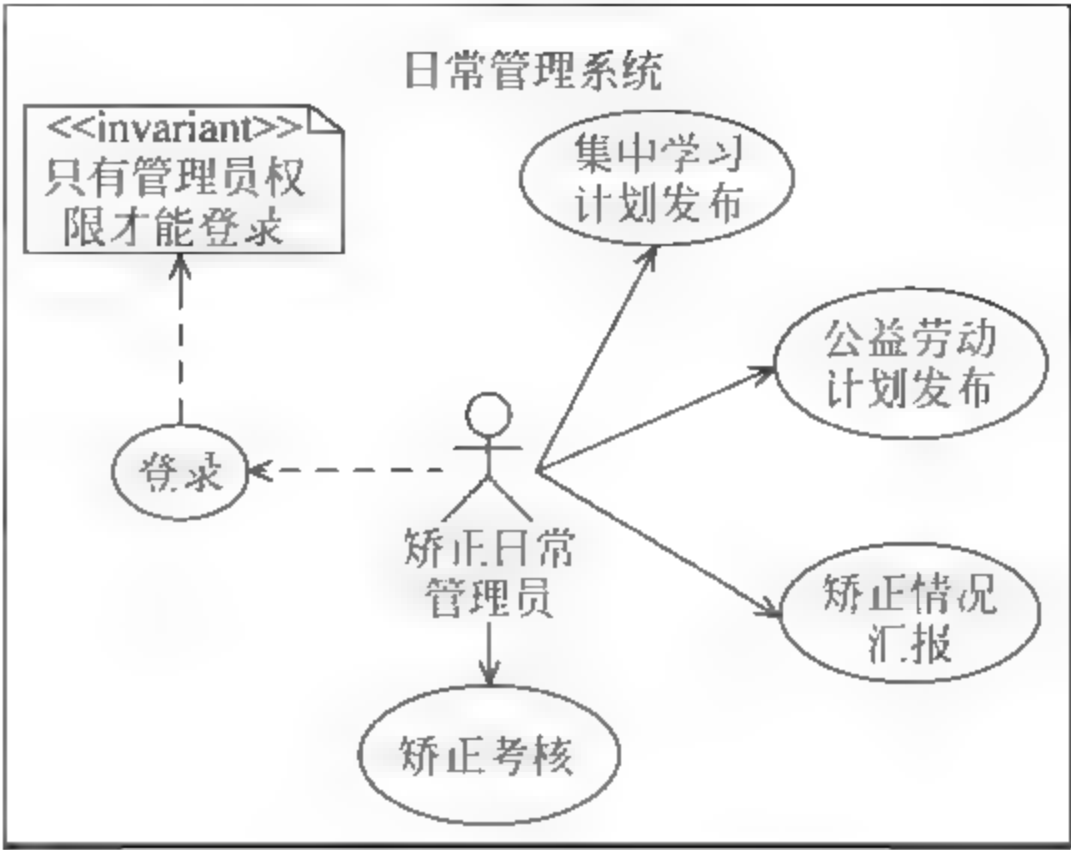 日常管理系统
<<invariant>>
只有管理员权
限才能登录
集中学习
计划发布
公益劳动
计划发布
登录
矫正日常
管理员
矫正情况
汇报
矫正考核